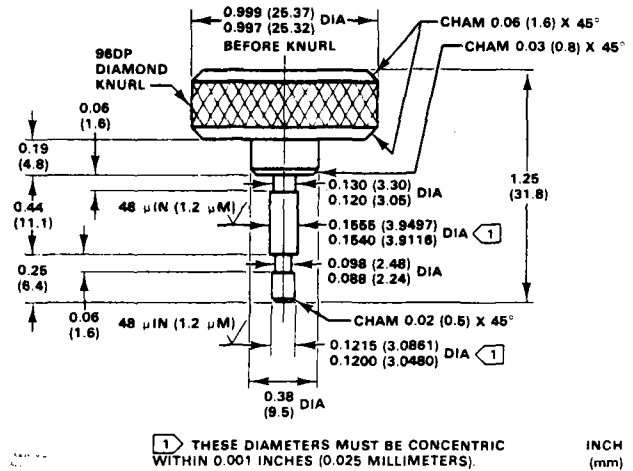 0.999 (25.37)
0.997 (25.32) DIA
BEFORE KNURL
CHAM 0.06 (1.6) X 45°
CHAM 0.03 (0.8) X 45°
96DP
DIAMOND
KNURL
0.06
(1.6)
0.19
(4.8)
1.25
(31.8)
0.130 (3.30)
0.120 (3.05) DIA
0.44
(11.1)
48 µIN (1.2 µM)
0.1555 (3.9497)
0.1540 (3.9116) DIA 1
0.098 (2.48)
0.088 (2.24) DIA
0.25
(6.4)
0.06
(1.6)
48 µIN (1.2 µM)
CHAM 0.02 (0.5) X 45°
0.1215 (3.0861)
0.1200 (3.0480) DIA 1
0.38
(9.5) DIA
1 THESE DIAMETERS MUST BE CONCENTRIC
WITHIN 0.001 INCHES (0.025 MILLIMETERS).
INCH
(mm)